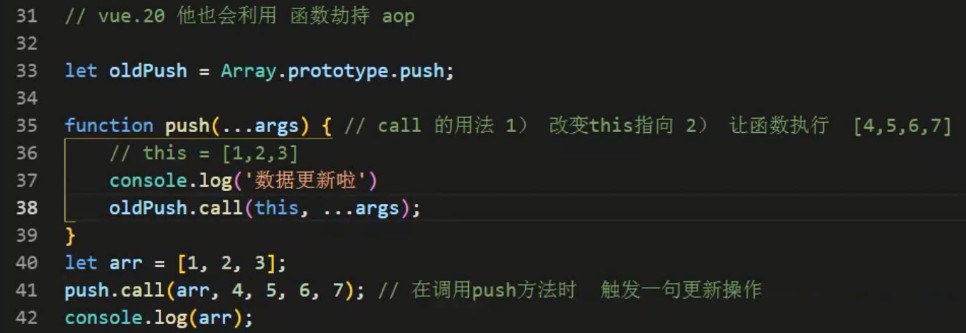 31 // vue.20 他也会利用 函数劫持 aop
32
33 let oldPush = Array.prototype.push;
34
35 function push(...args) { // call 的用法 1） 改变this指向 2） 让函数执行 [4,5,6,7]
36     // this = [1,2,3]
37     console.log('数据更新啦')
38     oldPush.call(this, ...args);
39 }
40 let arr = [1, 2, 3];
41 push.call(arr, 4, 5, 6, 7); // 在调用push方法时 触发一句更新操作
42 console.log(arr);